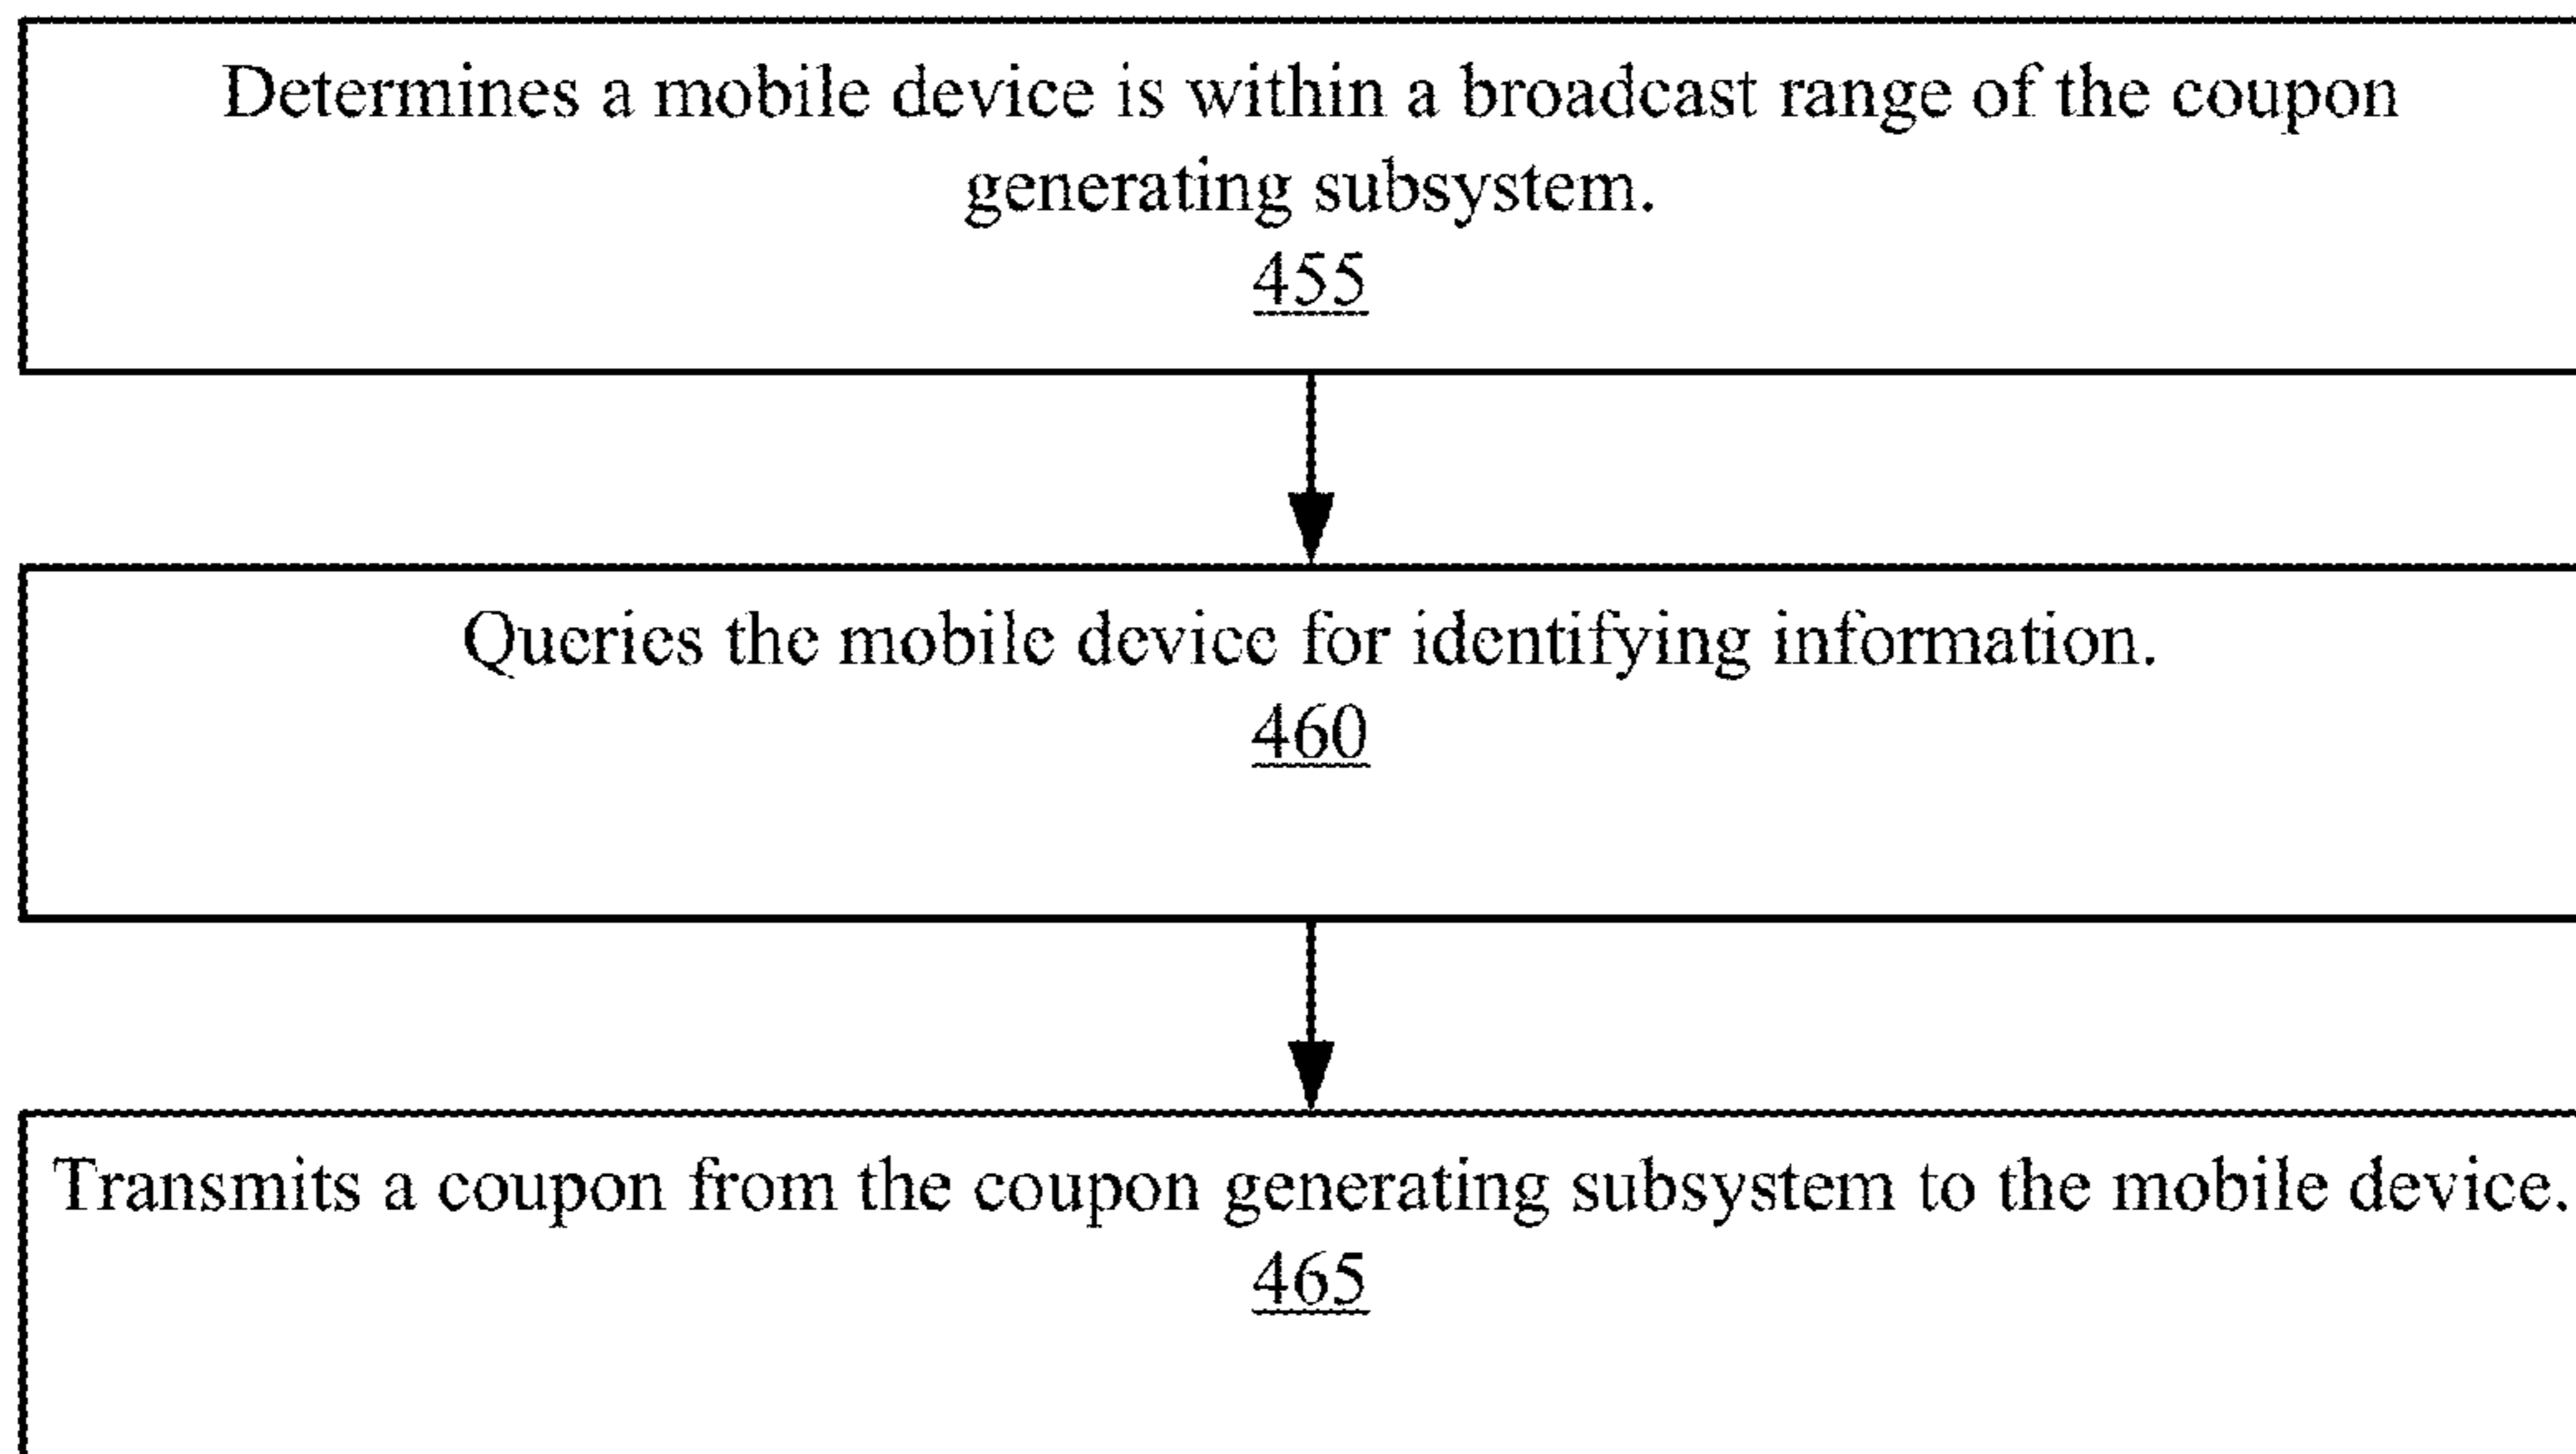 Determines a mobile device is within a broadcast range of the coupon
generating subsystem.
455
Queries the mobile device for identifying information.
460
Transmits a coupon from the coupon generating subsystem to the mobile device.
465